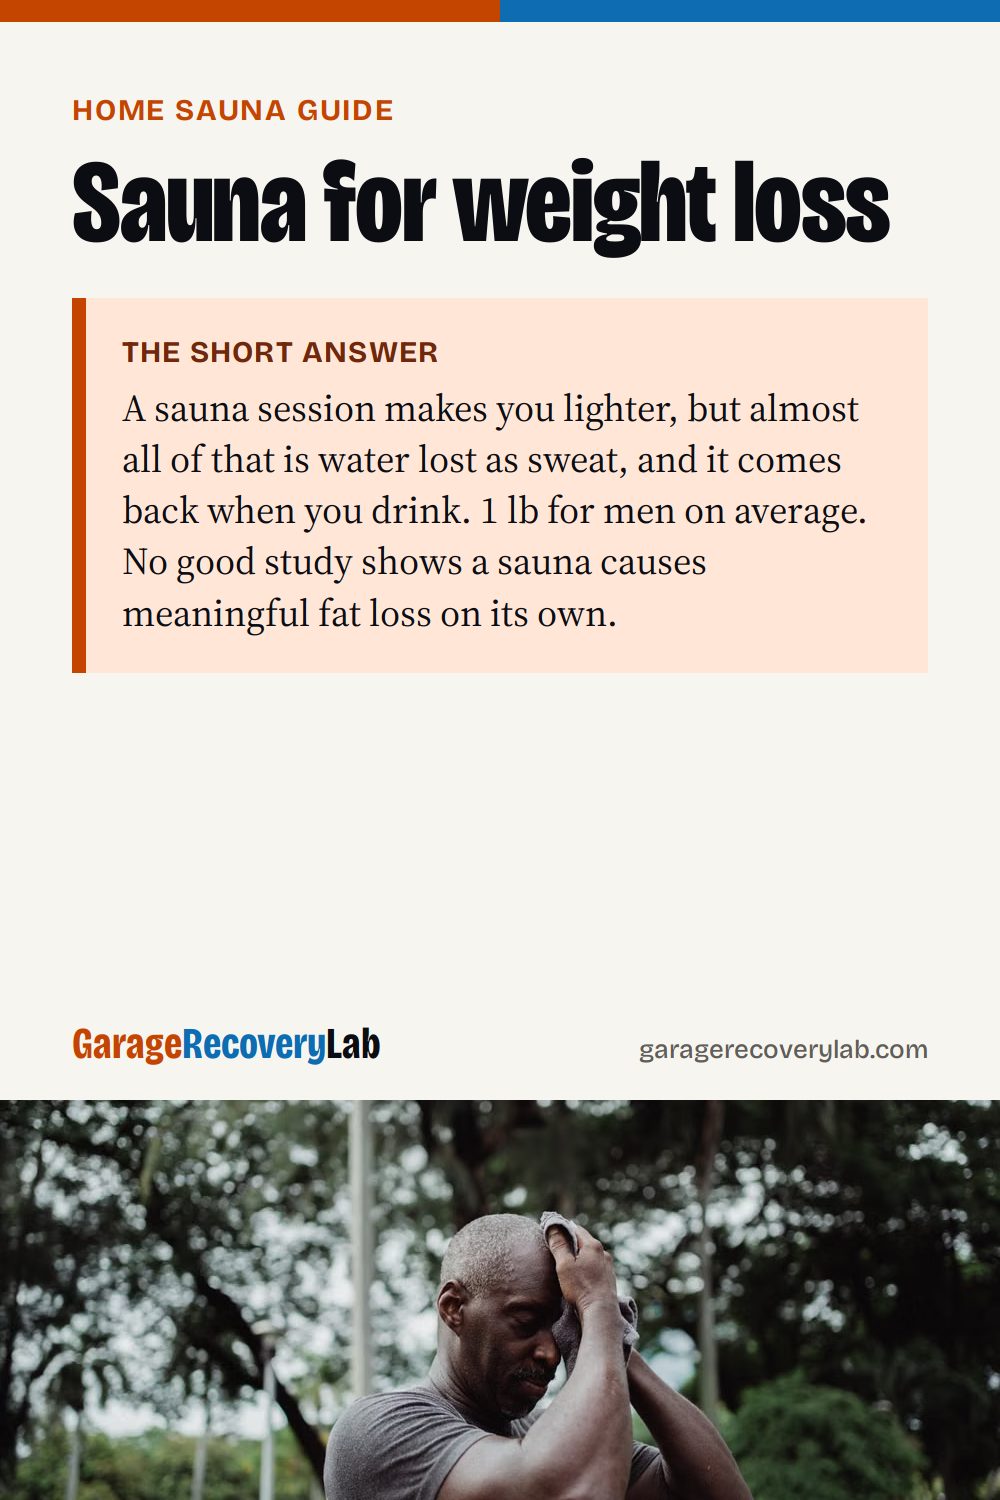 HOME SAUNA GUIDE
Sauna for weight loss
THE SHORT ANSWER
A sauna session makes you lighter, but almost
all of that is water lost as sweat, and it comes
back when you drink. 1 lb for men on average.
No good study shows a sauna causes
meaningful fat loss on its own.
GarageRecoveryLab
garagerecoverylab.com